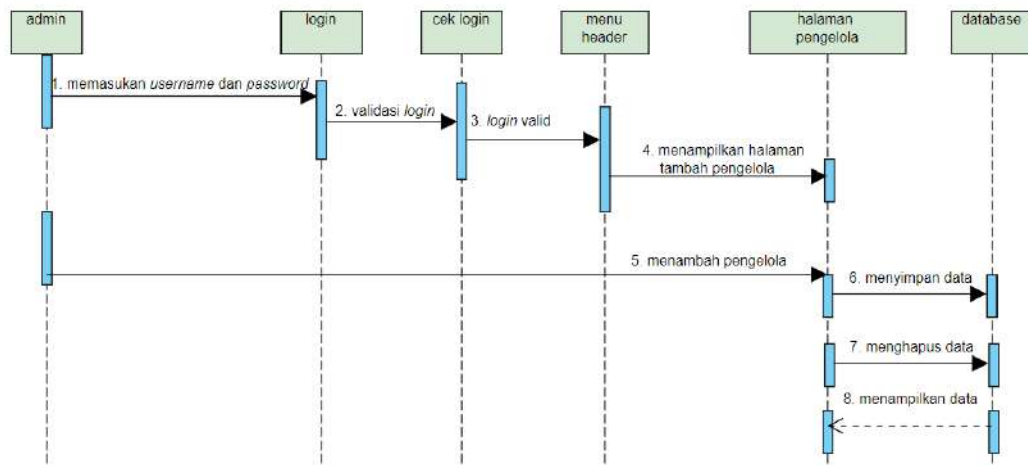 admin
login
cek login
menu
header
halaman
pengelola
database
1. memasukan username dan password
2. validasi login
3. login valid
4. menampilkan halaman
tambah pengelola
5. menambah pengelola
6. menyimpan data
7. menghapus data
8. menampilkan data